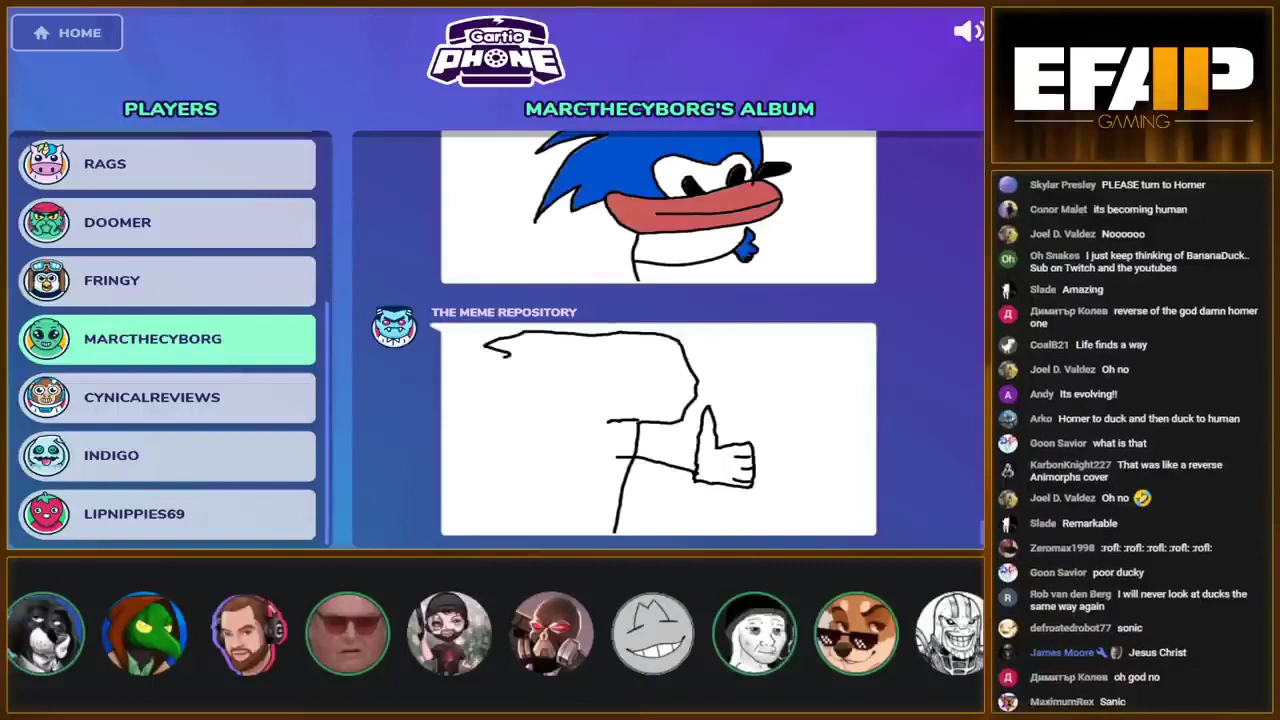 HOME
Gartic
PHONE
PLAYERS
MARCTHECYBORG'S ALBUM
RAGS
DOOMER
FRINGY
MARCTHECYBORG
CYNICALREVIEWS
INDIGO
LIPNIPPIES69
THE MEME REPOSITORY
EFAP
GAMING
Skylar Presley PLEASE turn to Homer
Conor Malet its becoming human
Joel D. Valdez Noooooo
Oh
Oh Snakes I just keep thinking of BananaDuck..
Sub on Twitch and the youtubes
Slade Amazing
Д
Димитър Колев reverse of the god damn homer
one
CoalB21 Life finds a way
Joel D. Valdez Oh no
A
Andy Its evolving!!
Arko Homer to duck and then duck to human
Goon Savior what is that
KarbonKnight227 That was like a reverse
Animorphs cover
Joel D. Valdez Oh no 🤣
Slade Remarkable
Zeromax1998 :rofl: :rofl: :rofl: :rofl: :rofl:
Goon Savior poor ducky
R
Rob van den Berg I will never look at ducks the
same way again
defrostedrobot77 sonic
James Moore Jesus Christ
Д
Димитър Колев oh god no
MaximumRex Sanic